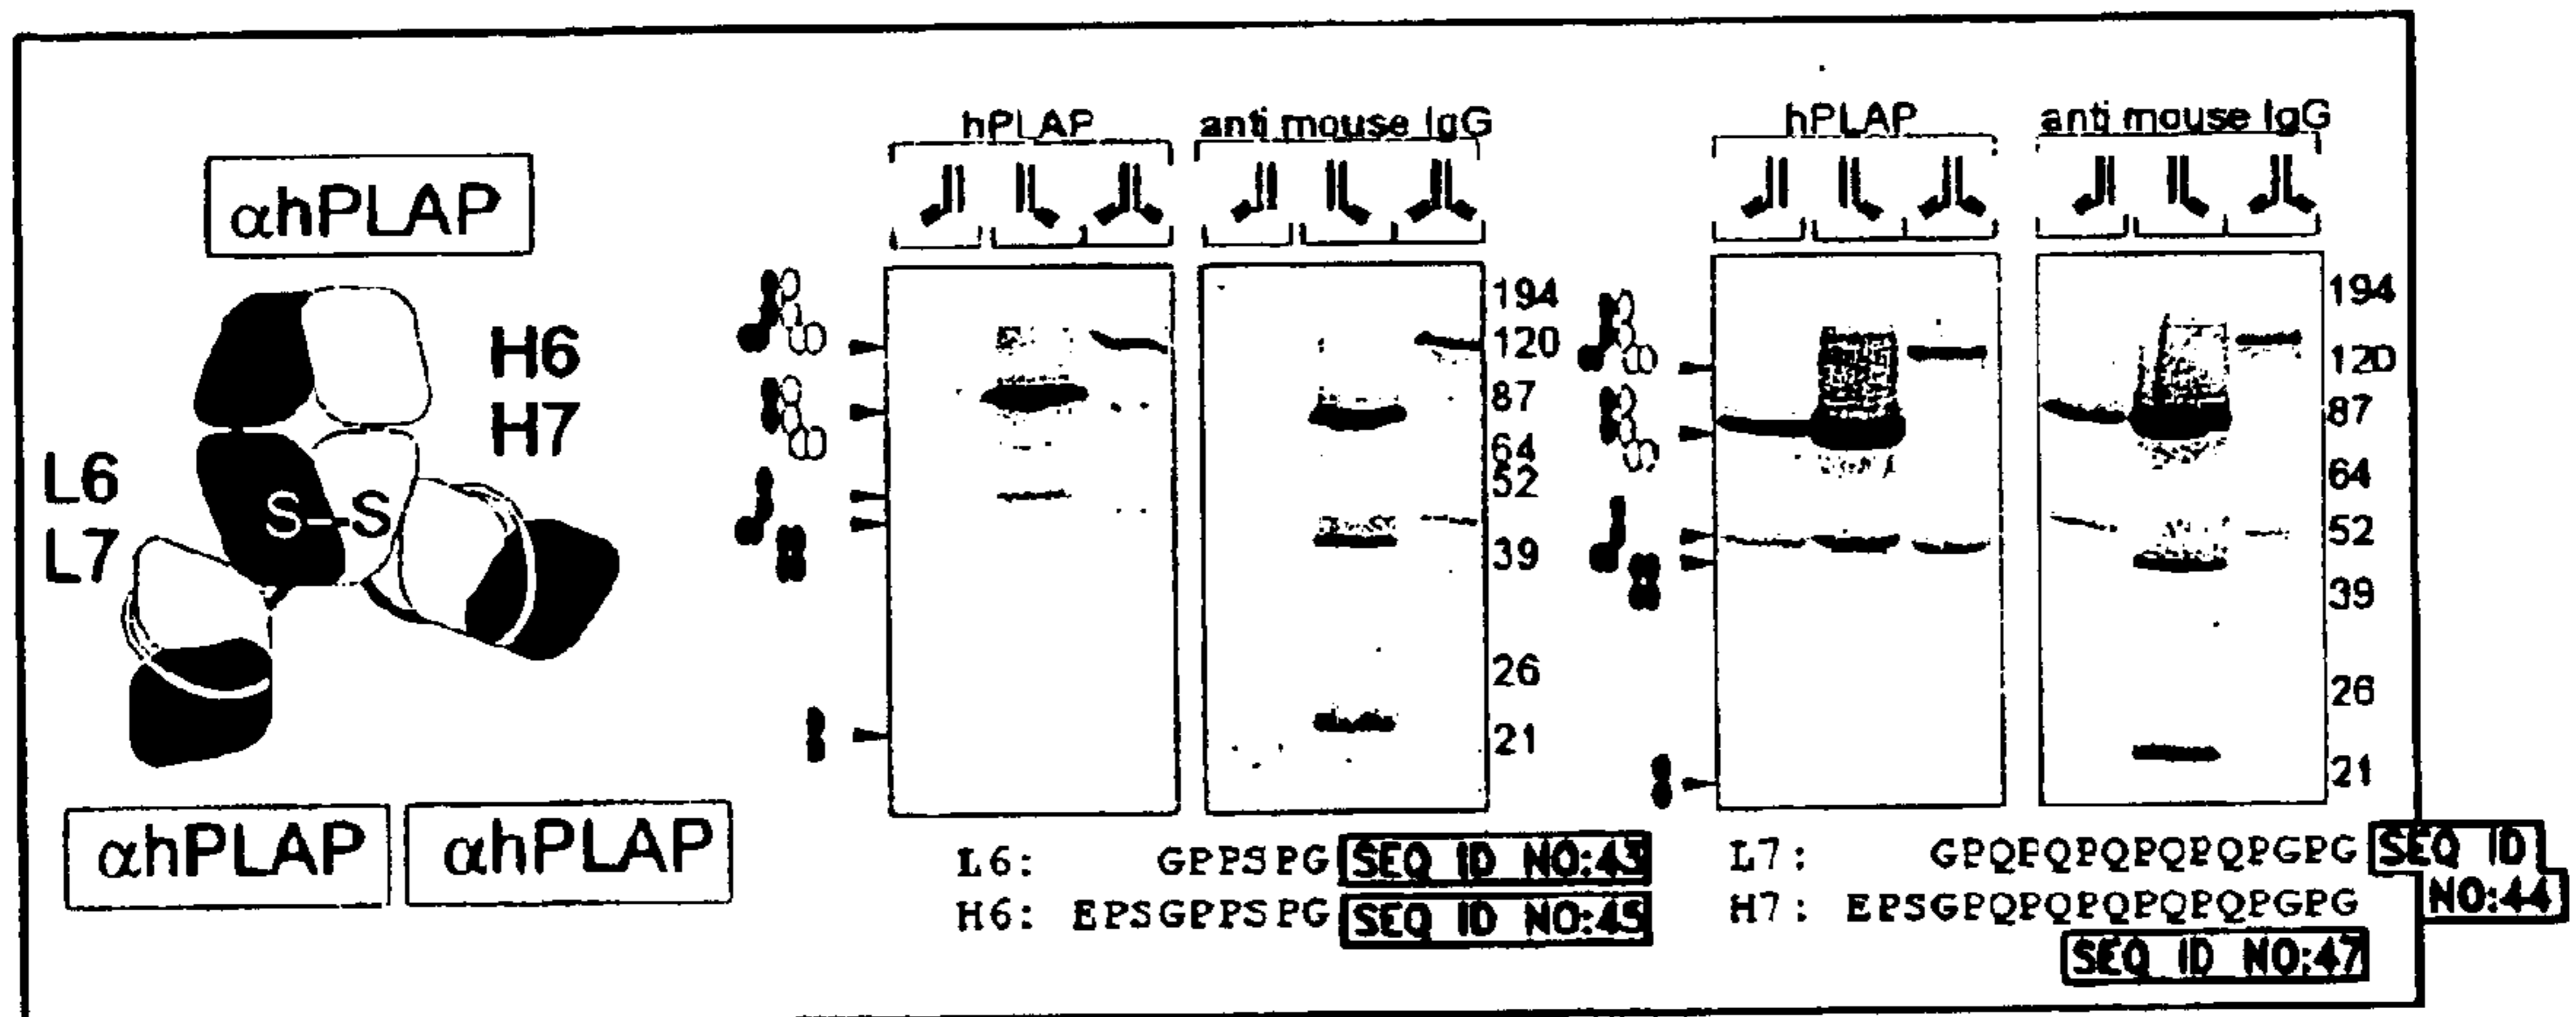 αhPLAP
H6
H7
L6
L7
S–S
αhPLAP
αhPLAP
hPLAP
anti mouse IgG
194
120
87
64
52
39
26
21
hPLAP
anti mouse IgG
194
120
87
64
52
39
26
21
L6: GPPSPG SEQ ID NO:43
H6: EPSGPPSPG SEQ ID NO:45
L7: GPQPQPQPQPQPGPG SEQ ID NO:44
H7: EPSGPQPQPQPQPQPGPG
SEQ ID NO:47